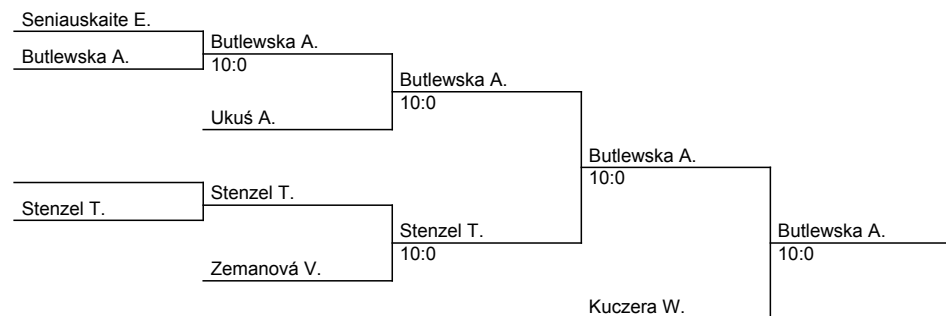 Seniauskaite E.
Butlewska A.
Butlewska A.
10:0
Butlewska A.
10:0
Ukuś A.
Butlewska A.
10:0
Stenzel T.
Stenzel T.
Stenzel T.
10:0
Butlewska A.
10:0
Zemanová V.
Kuczera W.